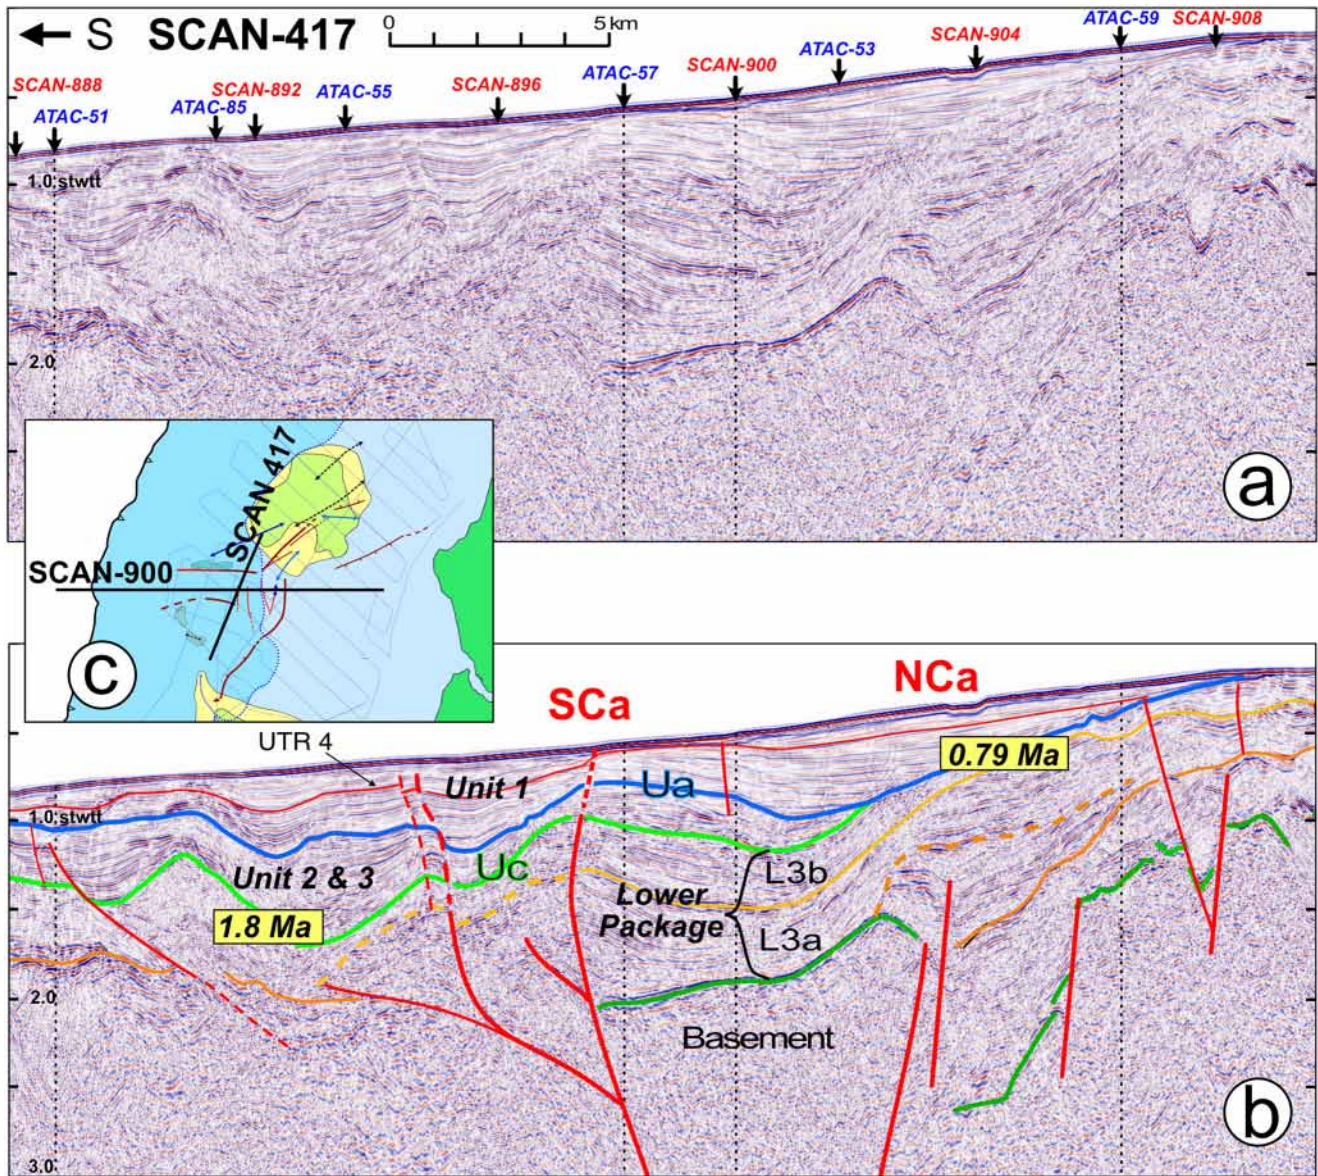 S SCAN-417
0 5 km
ATAC-59 SCAN-908
SCAN-904
ATAC-53
SCAN-900
ATAC-57
SCAN-896
SCAN-888 SCAN-892 ATAC-55
ATAC-51 ATAC-85
1.0 stwtt
2.0
a
SCAN 417
SCAN-900
c
SCa NCa
UTR 4
Unit 1 Ua 0.79 Ma
1.0 stwtt
Unit 2 & 3 Uc L3b
Lower
Package
1.8 Ma L3a
2.0
Basement
b
3.0